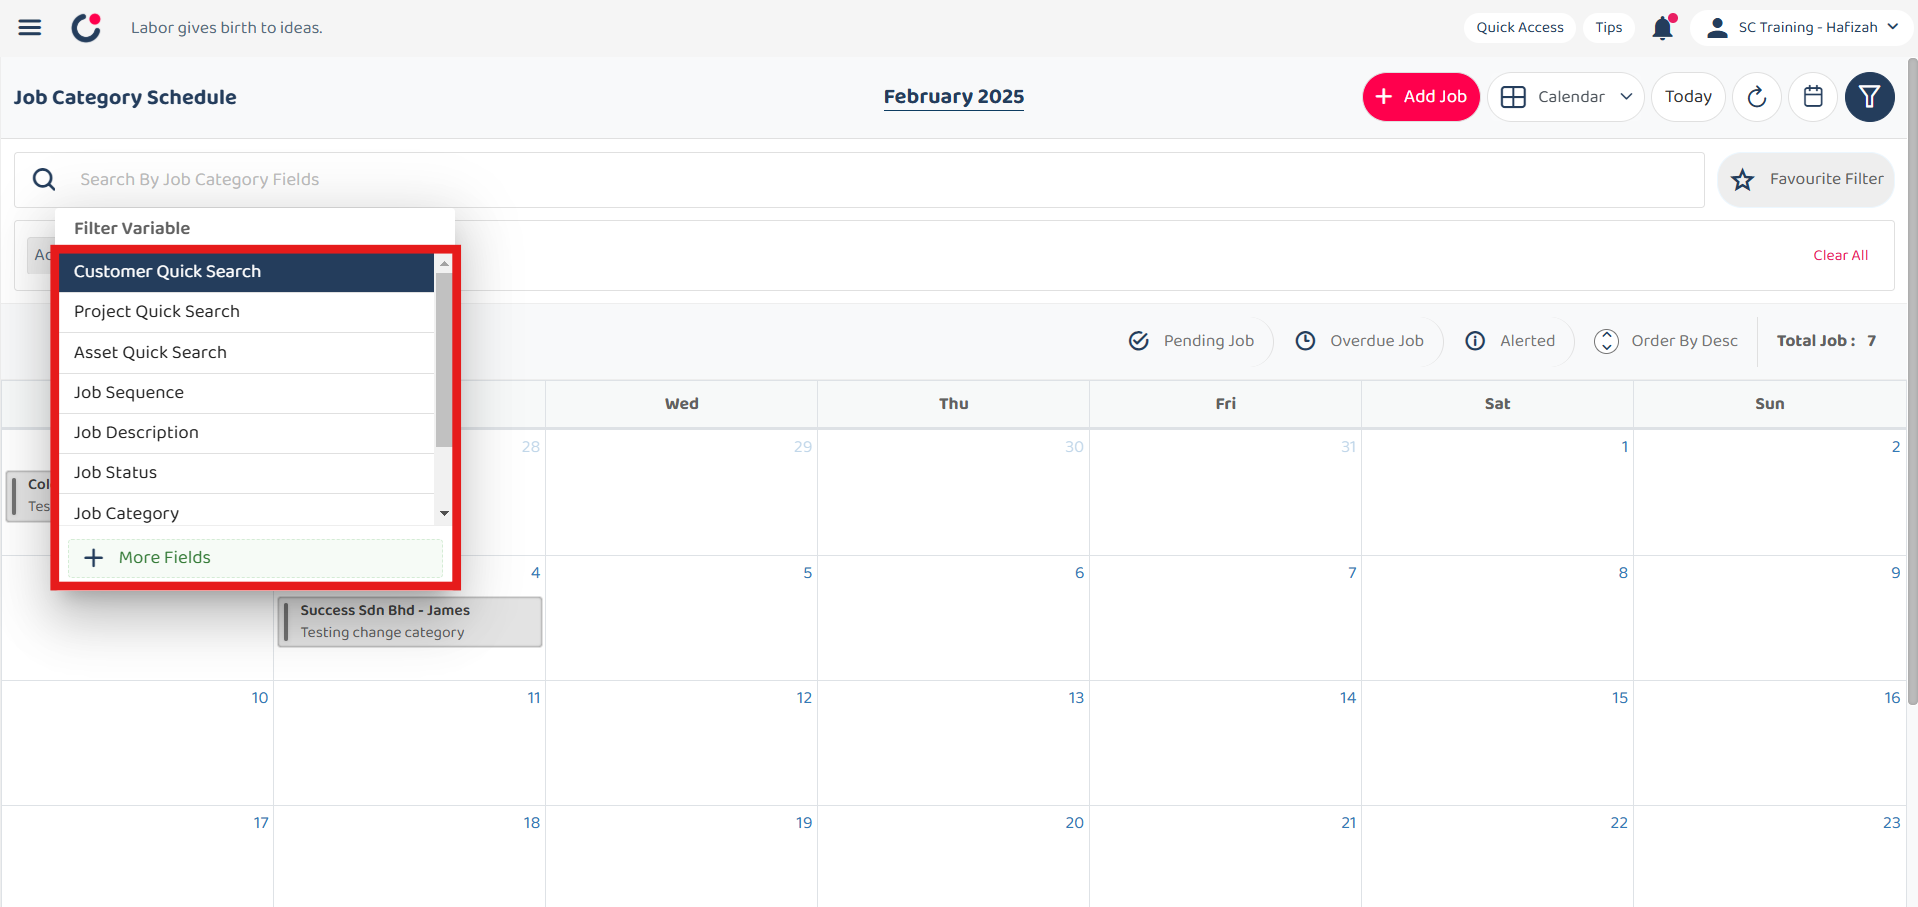 Labor gives birth to ideas.
Quick Access
Tips
SC Training - Hafizah
Job Category Schedule
February 2025
+ Add Job
Calendar
Today
Search By Job Category Fields
Favourite Filter
Filter Variable
Clear All
Customer Quick Search
Project Quick Search
Asset Quick Search
Job Sequence
Job Description
Job Status
Job Category
+ More Fields
Pending Job
Overdue Job
Alerted
Order By Desc
Total Job : 7
Wed
Thu
Fri
Sat
Sun
28
29
30
31
1
2
Col
Tes
4
5
6
7
8
9
Success Sdn Bhd - James
Testing change category
10
11
12
13
14
15
16
17
18
19
20
21
22
23